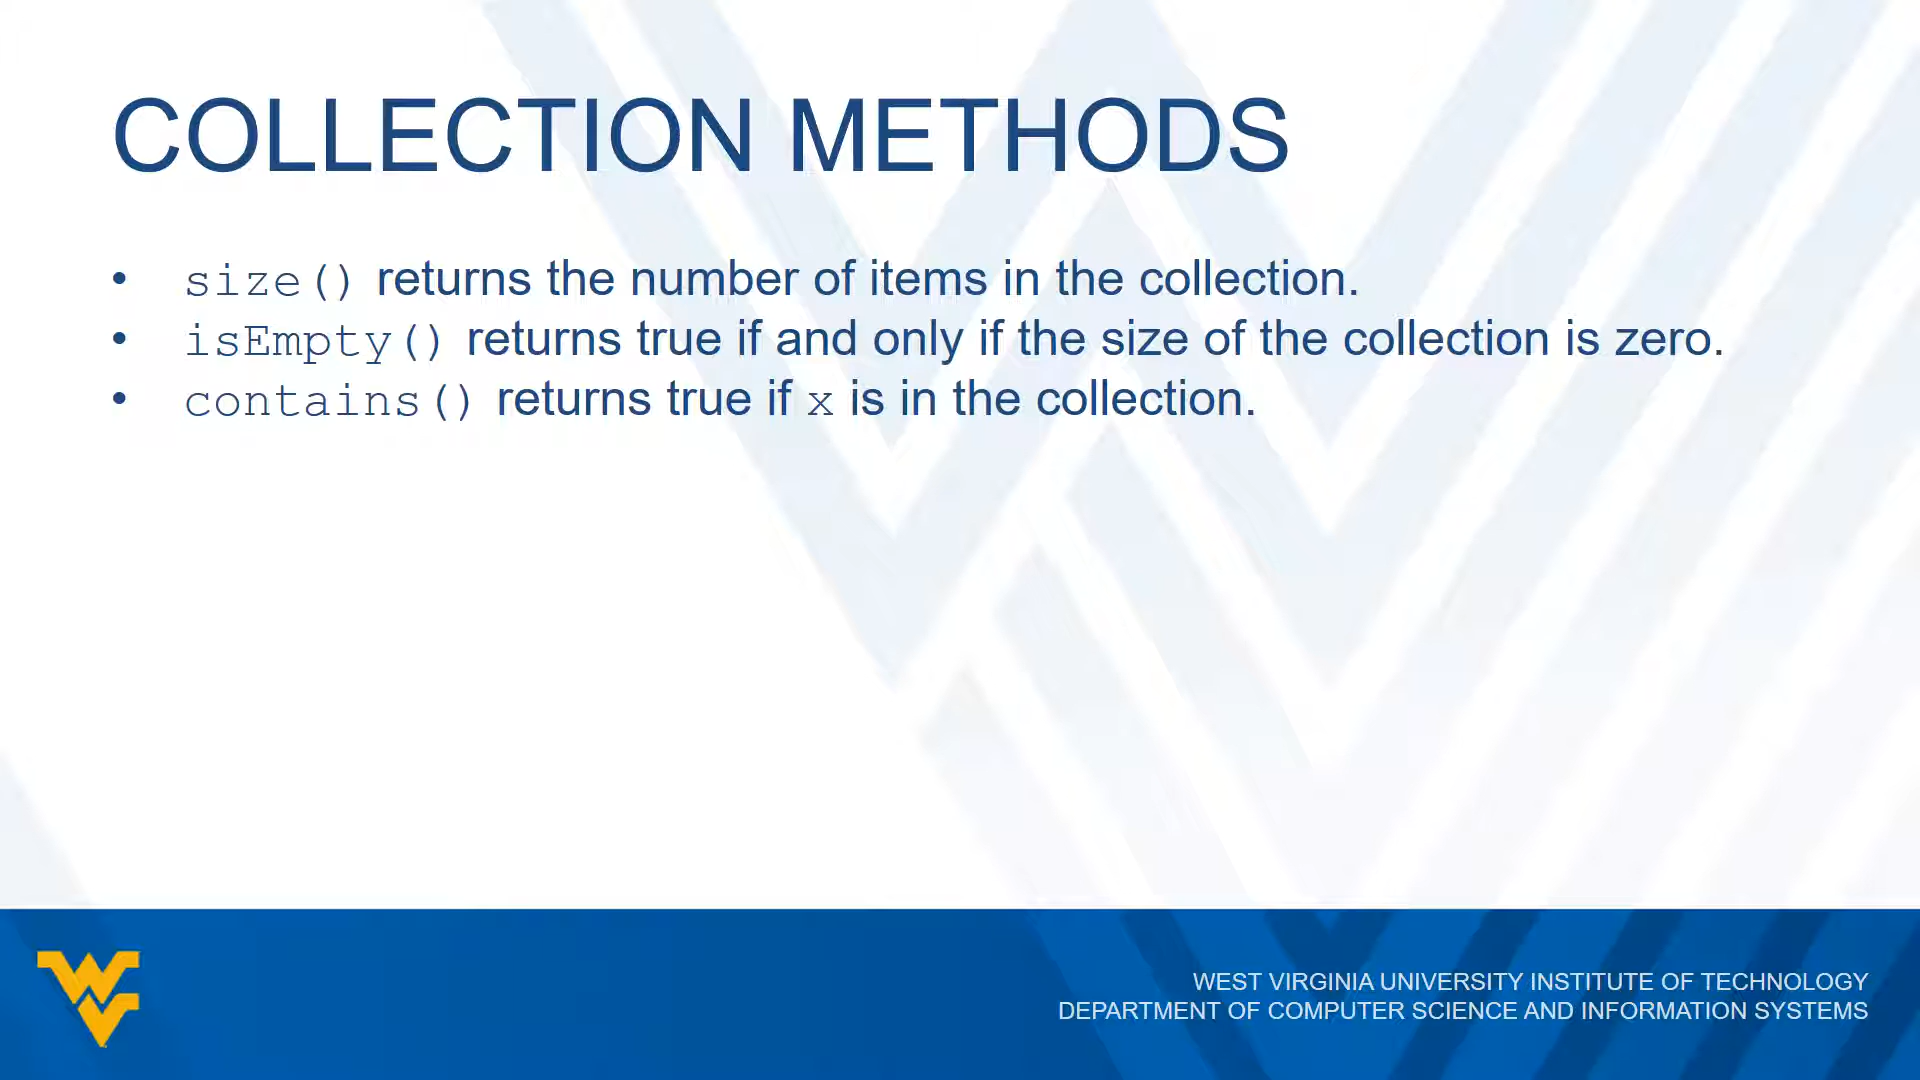 COLLECTION METHODS
• size() returns the number of items in the collection.
• isEmpty() returns true if and only if the size of the collection is zero.
• contains() returns true if x is in the collection.
WEST VIRGINIA UNIVERSITY INSTITUTE OF TECHNOLOGY
DEPARTMENT OF COMPUTER SCIENCE AND INFORMATION SYSTEMS